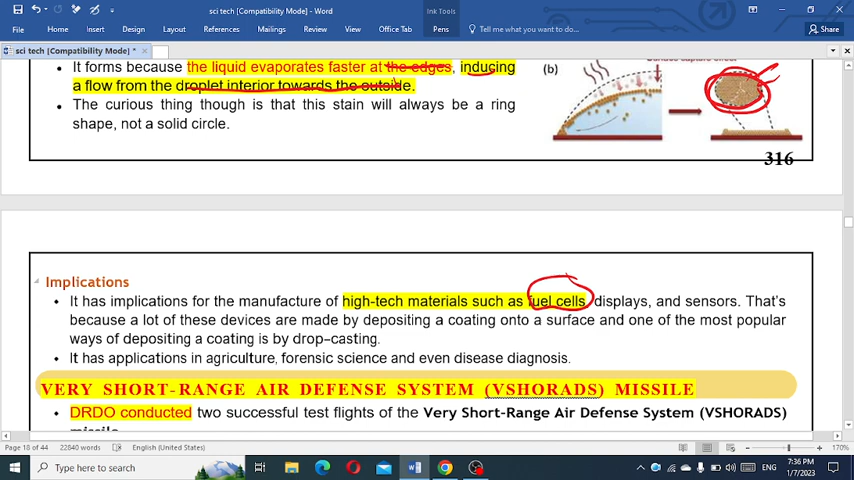 sci tech [Compatibility Mode] - Word
Ink Tools
File Home Insert Design Layout References Mailings Review View Office Tab Pens Tell me what you want to do... Share
sci tech [Compatibility Mode] *
It forms because the liquid evaporates faster at the edges, inducing
a flow from the droplet interior towards the outside.
The curious thing though is that this stain will always be a ring
shape, not a solid circle.
(b)
316
Implications
It has implications for the manufacture of high-tech materials such as fuel cells, displays, and sensors. That's
because a lot of these devices are made by depositing a coating onto a surface and one of the most popular
ways of depositing a coating is by drop-casting.
It has applications in agriculture, forensic science and even disease diagnosis.
VERY SHORT-RANGE AIR DEFENSE SYSTEM (VSHORADS) MISSILE
DRDO conducted two successful test flights of the Very Short-Range Air Defense System (VSHORADS)
Page 18 of 44 22840 words English (United States) 170%
Type here to search
ENG
7:36 PM
1/7/2023